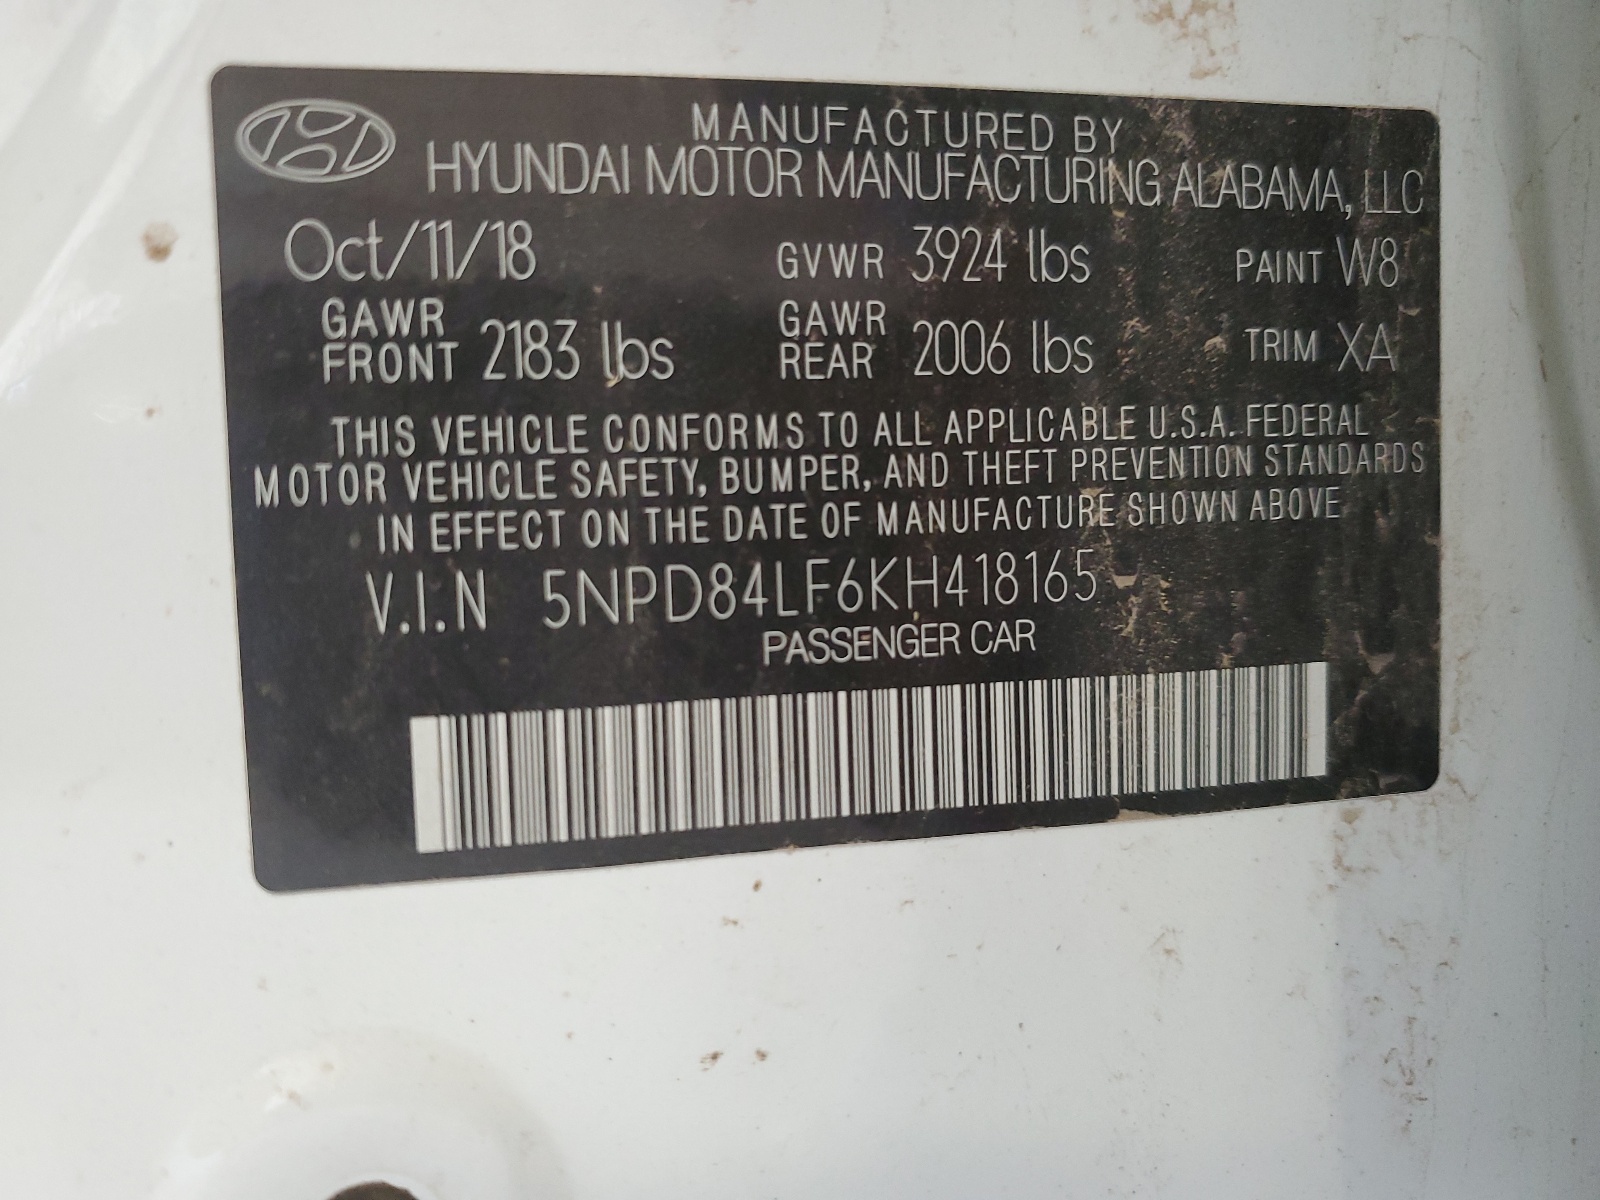 MANUFACTURED BY
HYUNDAI MOTOR MANUFACTURING ALABAMA, LLC
Oct/11/18 GVWR 3924 lbs PAINT W8
GAWR FRONT 2183 lbs GAWR REAR 2006 lbs TRIM XA
THIS VEHICLE CONFORMS TO ALL APPLICABLE U.S.A. FEDERAL
MOTOR VEHICLE SAFETY, BUMPER, AND THEFT PREVENTION STANDARDS
IN EFFECT ON THE DATE OF MANUFACTURE SHOWN ABOVE
V.I.N 5NPD84LF6KH418165
PASSENGER CAR